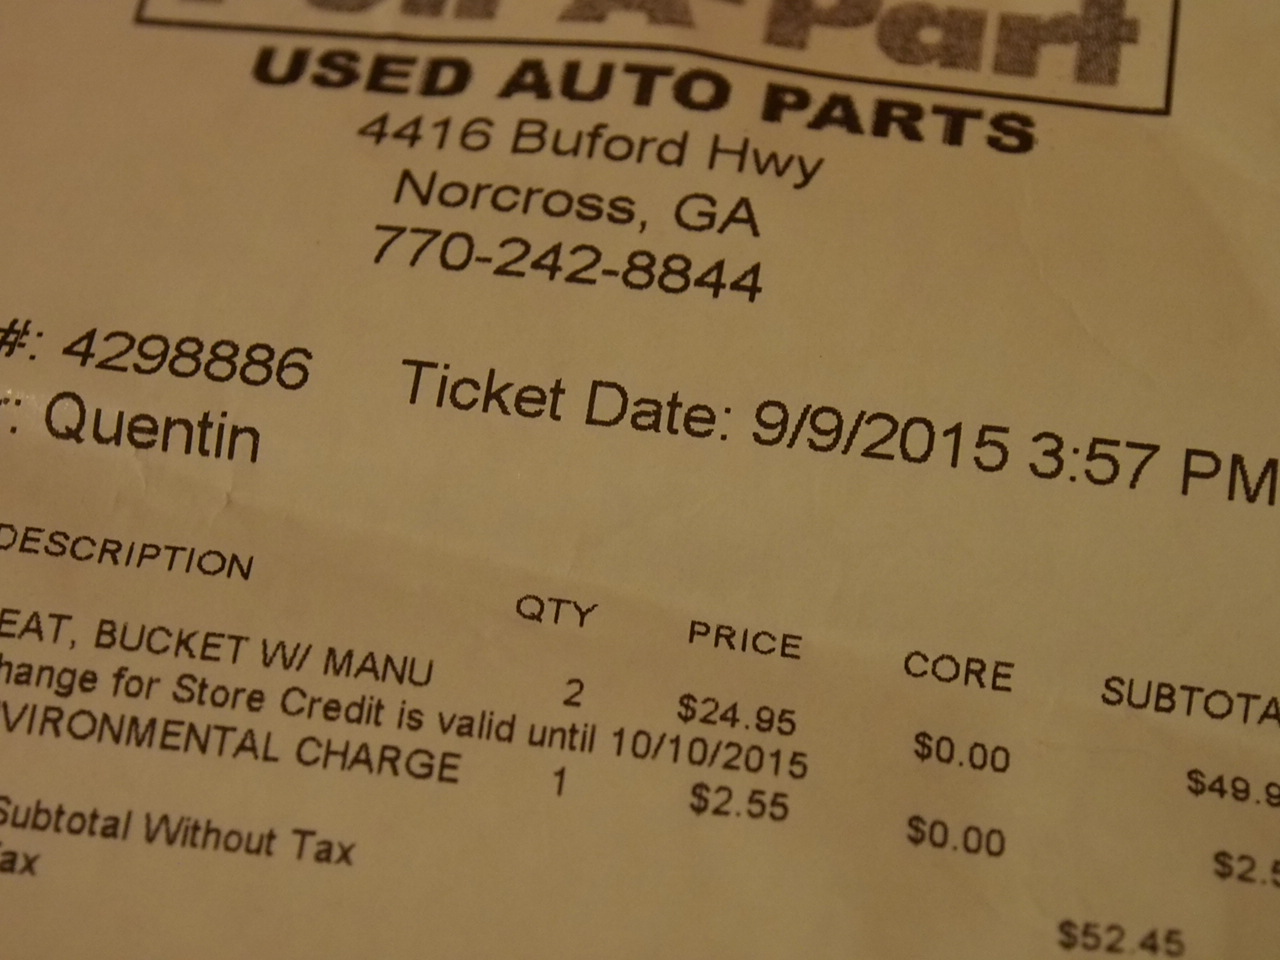 Pull-A-Part
USED AUTO PARTS
4416 Buford Hwy
Norcross, GA
770-242-8844
#: 4298886 Ticket Date: 9/9/2015 3:57 PM
: Quentin
DESCRIPTION QTY PRICE CORE SUBTOTA
EAT, BUCKET W/ MANU 2 $24.95 $0.00 $49.9
hange for Store Credit is valid until 10/10/2015
VIRONMENTAL CHARGE 1 $2.55 $0.00 $2.5
Subtotal Without Tax $52.45
ax